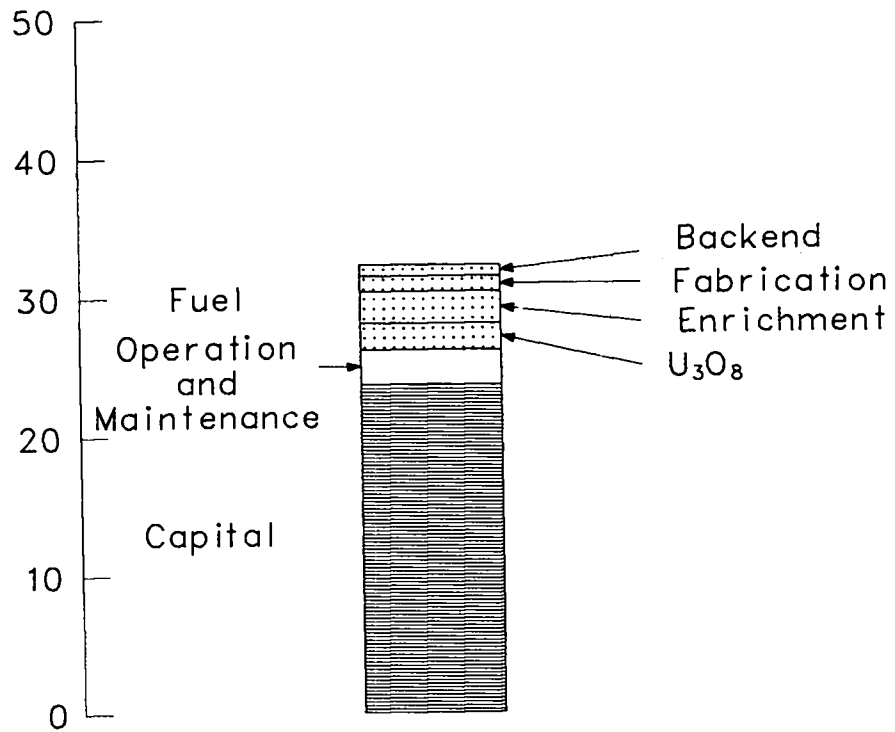 50
40
30
20
10
0
Fuel
Operation
and
Maintenance
Capital
Backend
Fabrication
Enrichment
U₃O₈